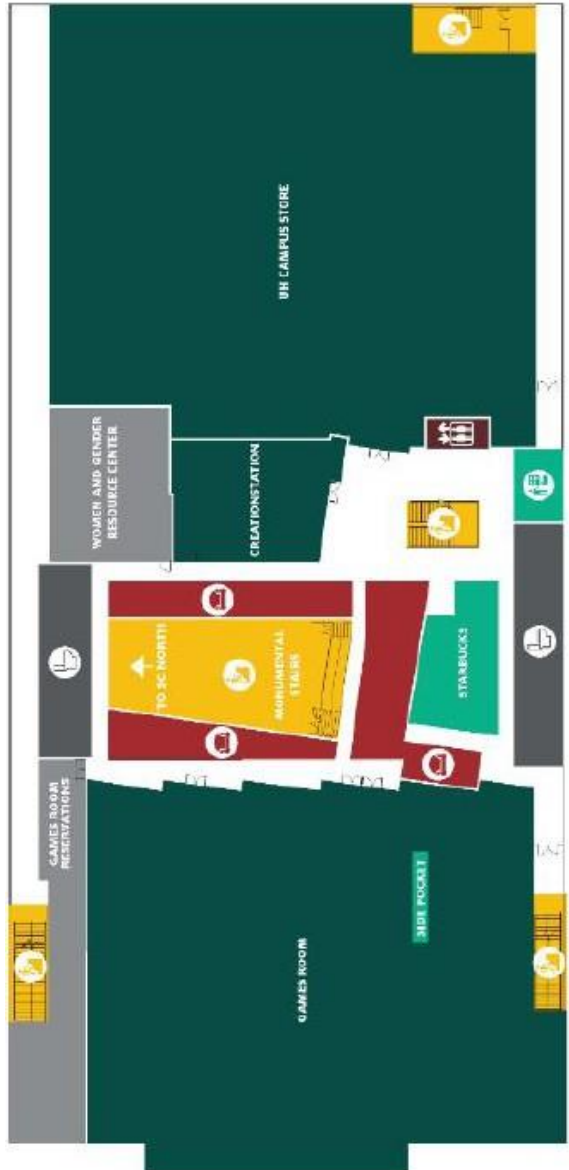 UH CAMPUS STORE
WOMEN AND GENDER
RESOURCE CENTER
CREATIONSTATION
TO SC NORTH
MONUMENTAL
STAIRS
STARBUCKS
GAMES ROOM
RESERVATIONS
SIDE POCKET
GAMES ROOM